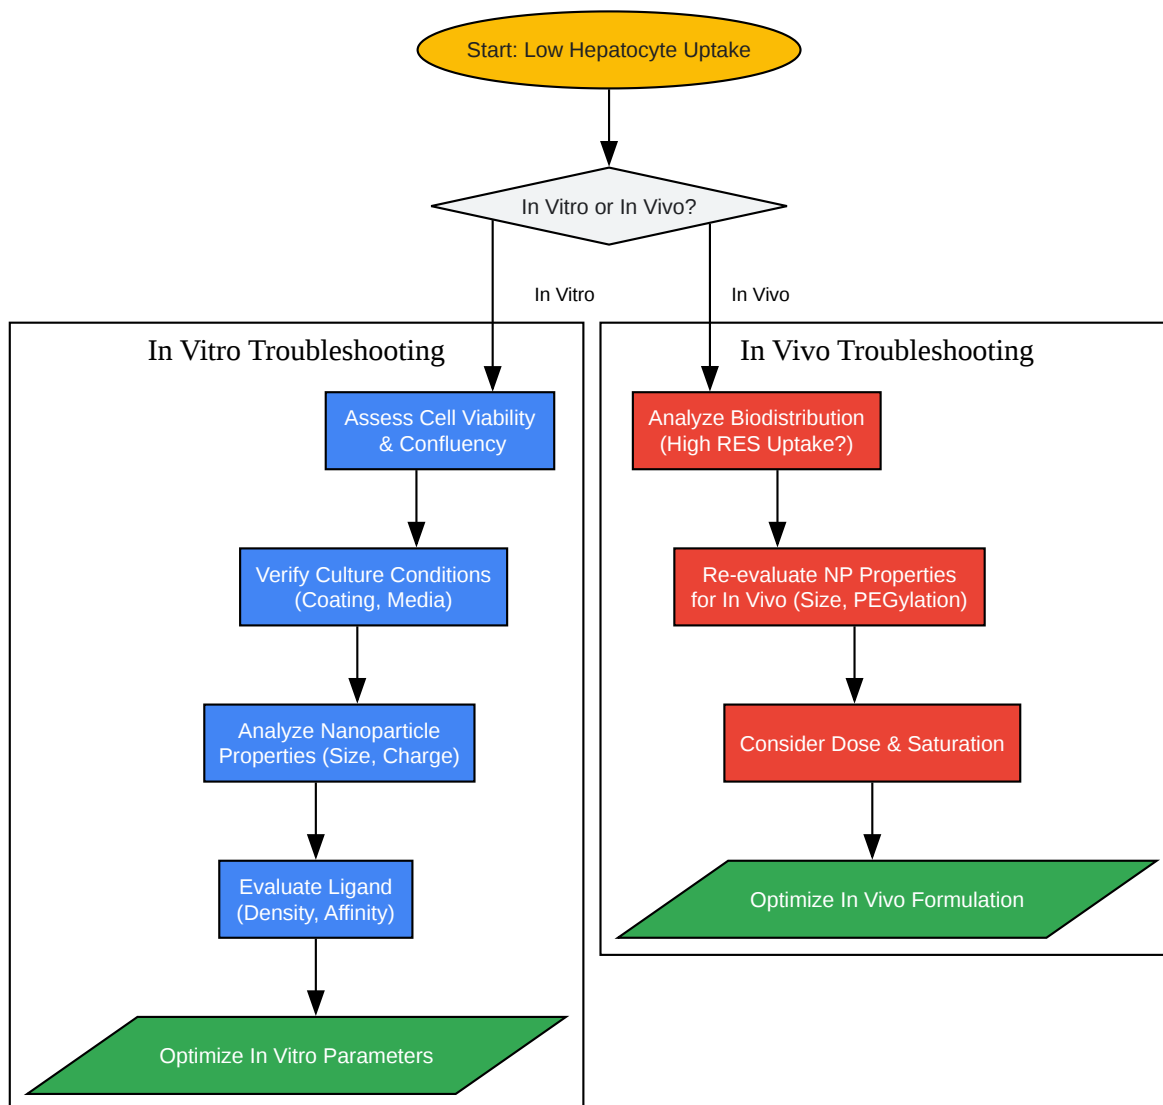 Start: Low Hepatocyte Uptake
In Vitro or In Vivo?
In Vitro
In Vivo
In Vitro Troubleshooting
Assess Cell Viability
& Confluency
Verify Culture Conditions
(Coating, Media)
Analyze Nanoparticle
Properties (Size, Charge)
Evaluate Ligand
(Density, Affinity)
Optimize In Vitro Parameters
In Vivo Troubleshooting
Analyze Biodistribution
(High RES Uptake?)
Re-evaluate NP Properties
for In Vivo (Size, PEGylation)
Consider Dose & Saturation
Optimize In Vivo Formulation